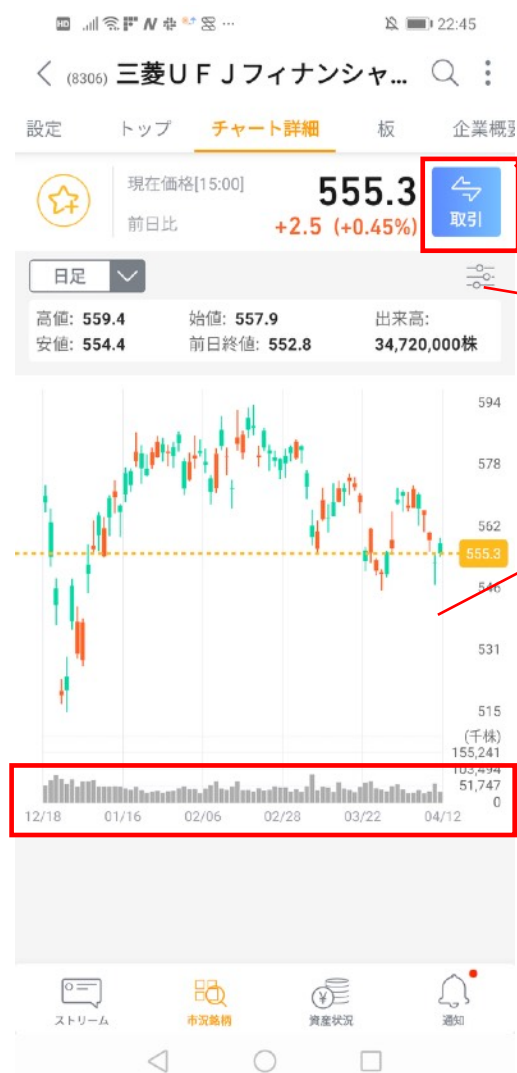 HD 22:45
(8306) 三菱ＵＦＪフィナンシャ...
設定 トップ チャート詳細 板 企業概要
現在価格[15:00] 555.3
前日比 +2.5 (+0.45%)
取引
日足
高値: 559.4 始値: 557.9 出来高:
安値: 554.4 前日終値: 552.8 34,720,000株
594
578
562
555.3
546
531
515
(千株)
155,241
103,494
51,747
0
12/18 01/16 02/06 02/28 03/22 04/12
ストリーム 市況銘柄 資産状況 通知